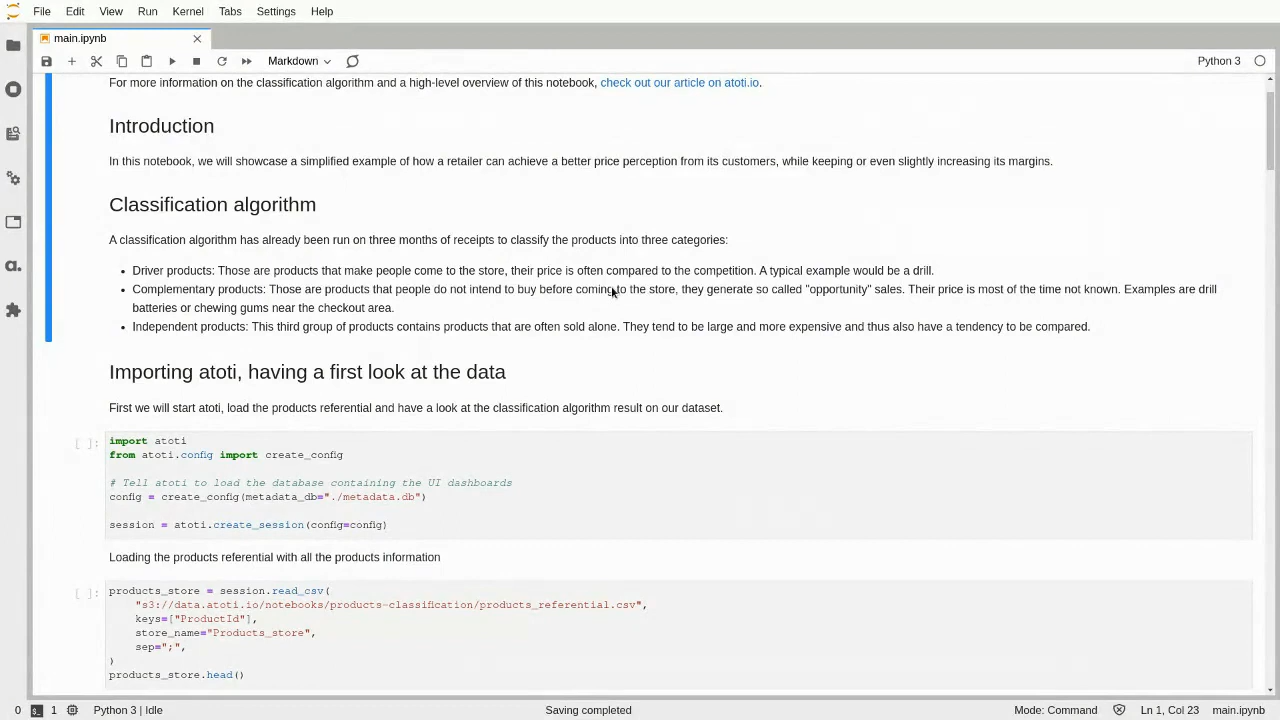 File Edit View Run Kernel Tabs Settings Help
main.ipynb
Markdown
Python 3
For more information on the classification algorithm and a high-level overview of this notebook, check out our article on atoti.io.
Introduction
In this notebook, we will showcase a simplified example of how a retailer can achieve a better price perception from its customers, while keeping or even slightly increasing its margins.
Classification algorithm
A classification algorithm has already been run on three months of receipts to classify the products into three categories:
• Driver products: Those are products that make people come to the store, their price is often compared to the competition. A typical example would be a drill.
• Complementary products: Those are products that people do not intend to buy before coming to the store, they generate so called "opportunity" sales. Their price is most of the time not known. Examples are drill
batteries or chewing gums near the checkout area.
• Independent products: This third group of products contains products that are often sold alone. They tend to be large and more expensive and thus also have a tendency to be compared.
Importing atoti, having a first look at the data
First we will start atoti, load the products referential and have a look at the classification algorithm result on our dataset.
[ ]:
import atoti
from atoti.config import create_config
# Tell atoti to load the database containing the UI dashboards
config = create_config(metadata_db="./metadata.db")
session = atoti.create_session(config=config)
Loading the products referential with all the products information
[ ]:
products_store = session.read_csv(
"s3://data.atoti.io/notebooks/products-classification/products_referential.csv",
keys=["ProductId"],
store_name="Products_store",
sep=";",
)
products_store.head()
0 1 Python 3 | Idle Saving completed Mode: Command Ln 1, Col 23 main.ipynb